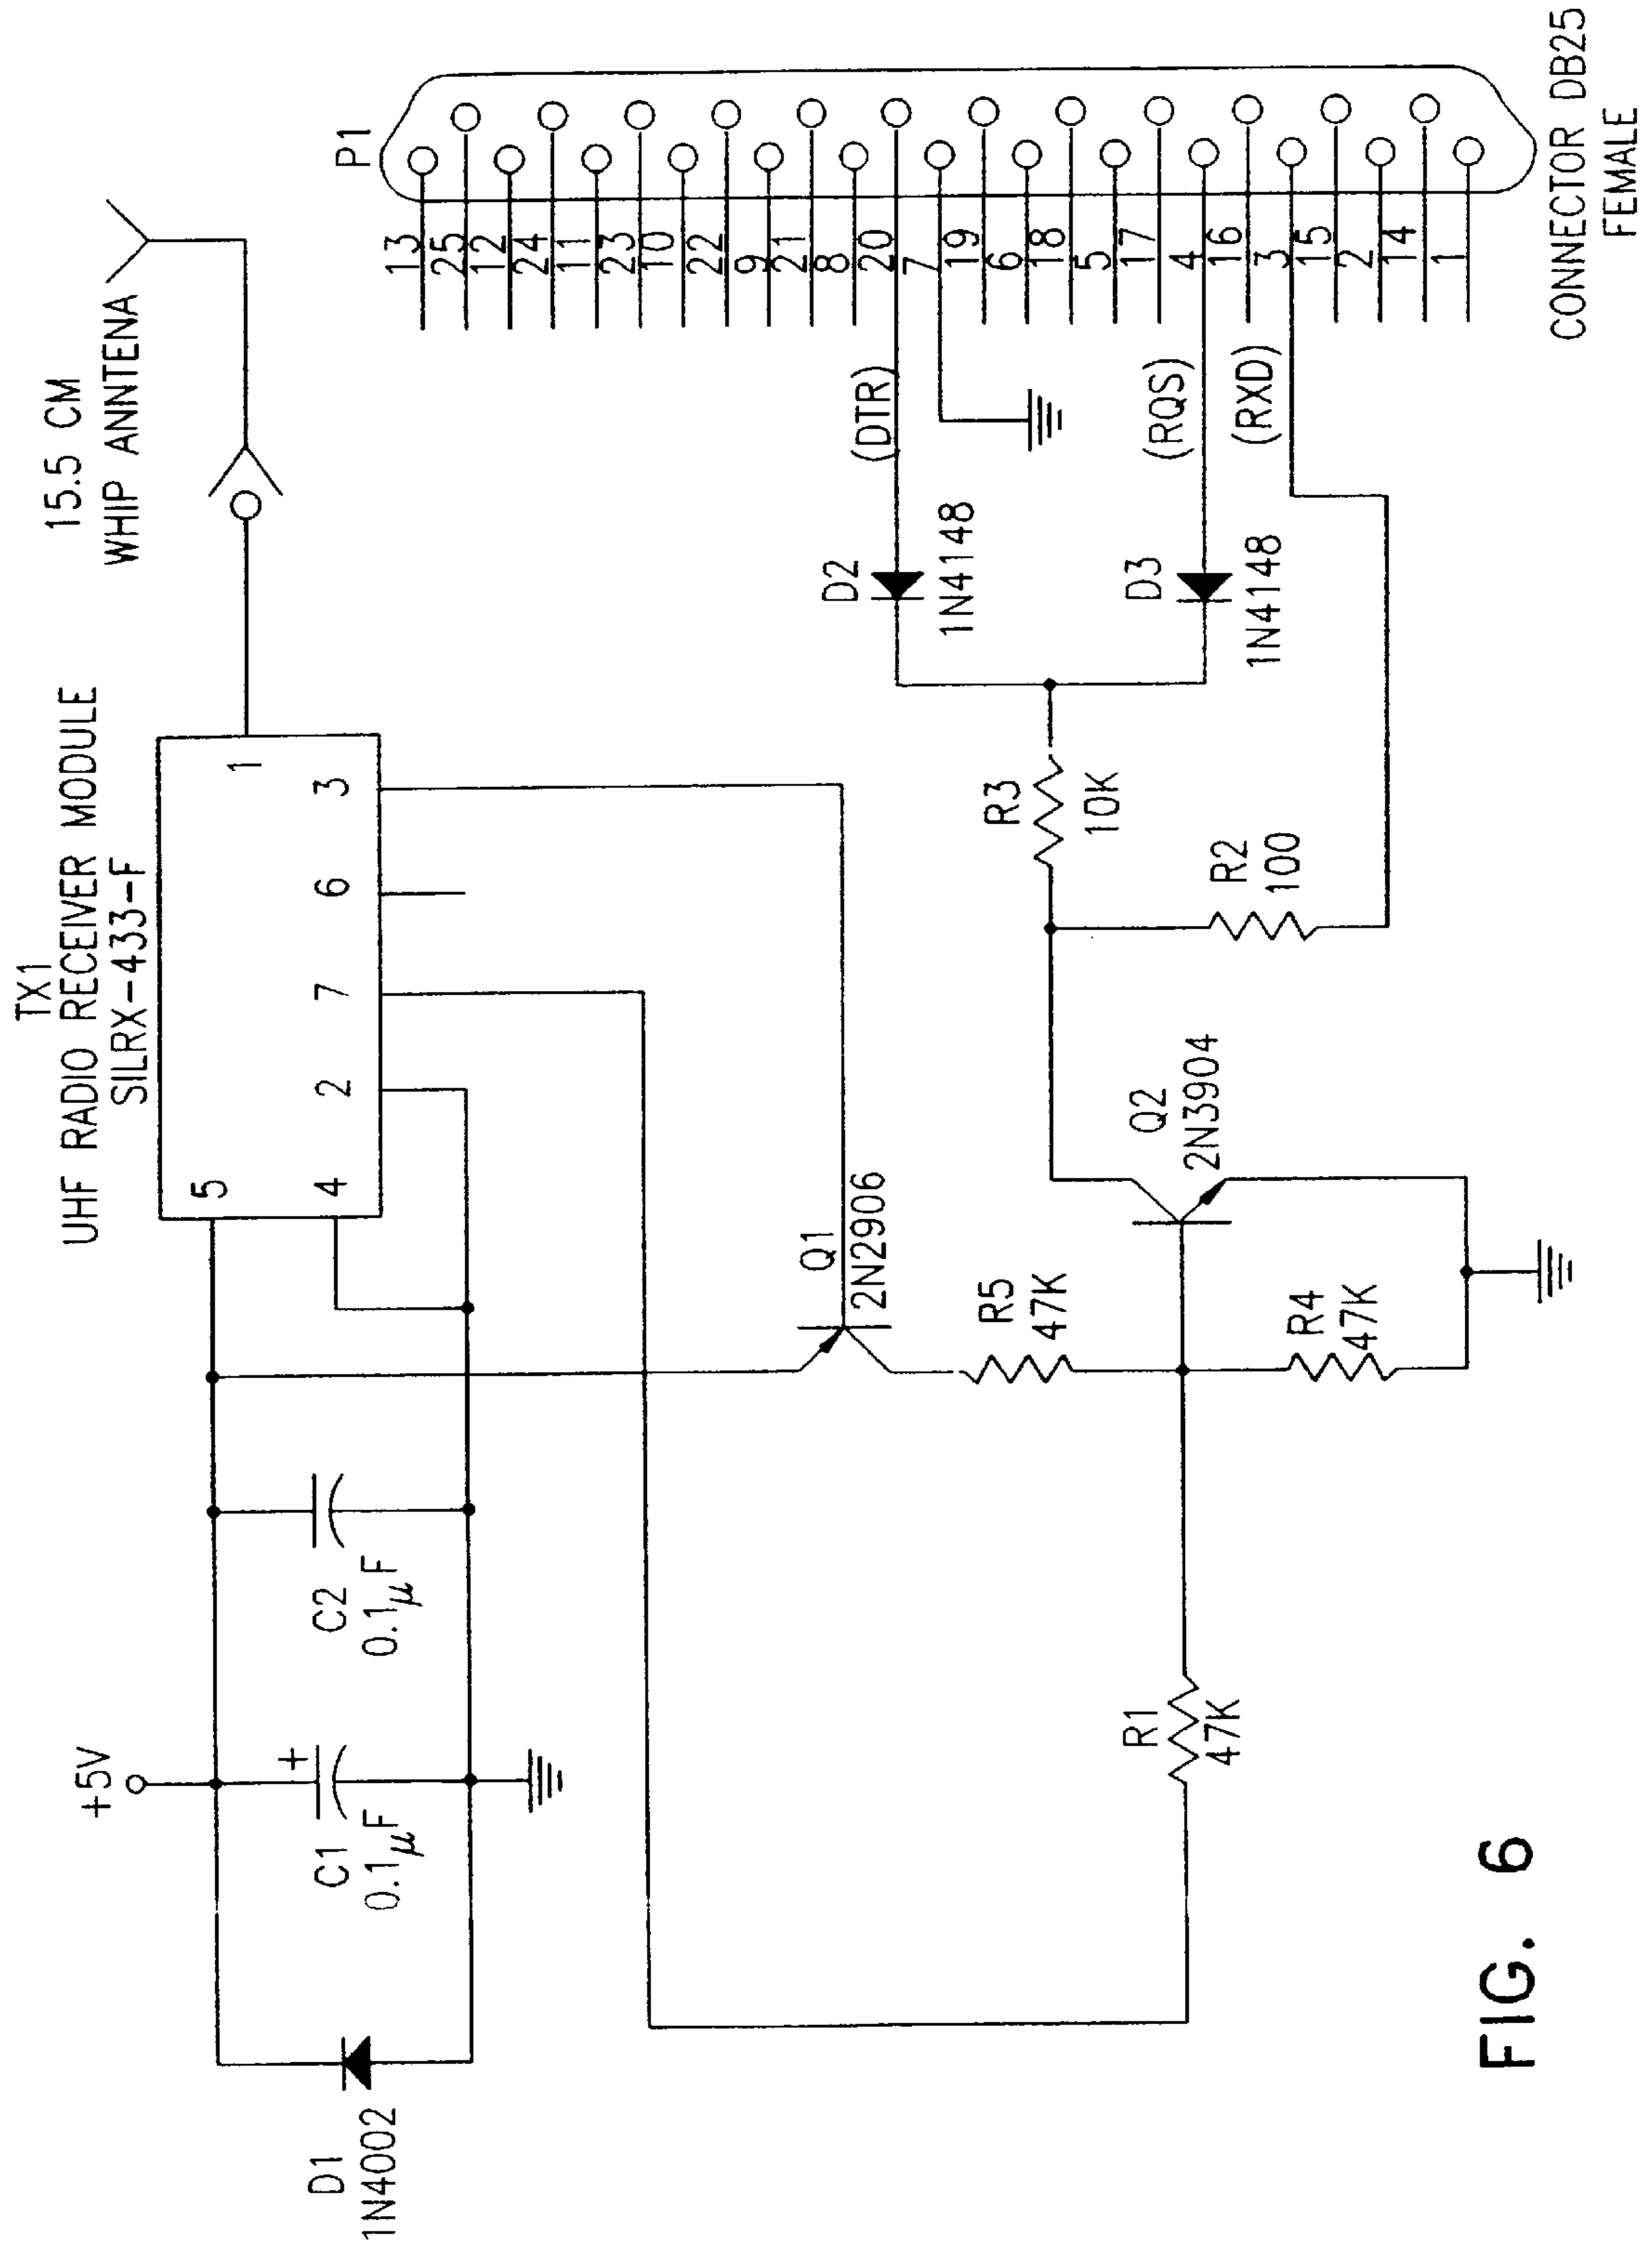 TX1
UHF RADIO RECEIVER MODULE
SILRX-433-F
15.5 CM
WHIP ANNTENA
+5V
5
1
4
2
7
6
3
D1
1N4002
C1
+
0.1µF
C2
0.1µF
Q1
2N2906
R5
47K
R4
47K
R1
47K
Q2
2N3904
R3
10K
R2
100
D2
1N4148
D3
1N4148
(DTR)
(RQS)
(RXD)
P1
13
25
12
24
11
23
10
22
9
21
8
20
7
19
6
18
5
17
4
16
3
15
2
14
1
CONNECTOR DB25
FEMALE
FIG. 6